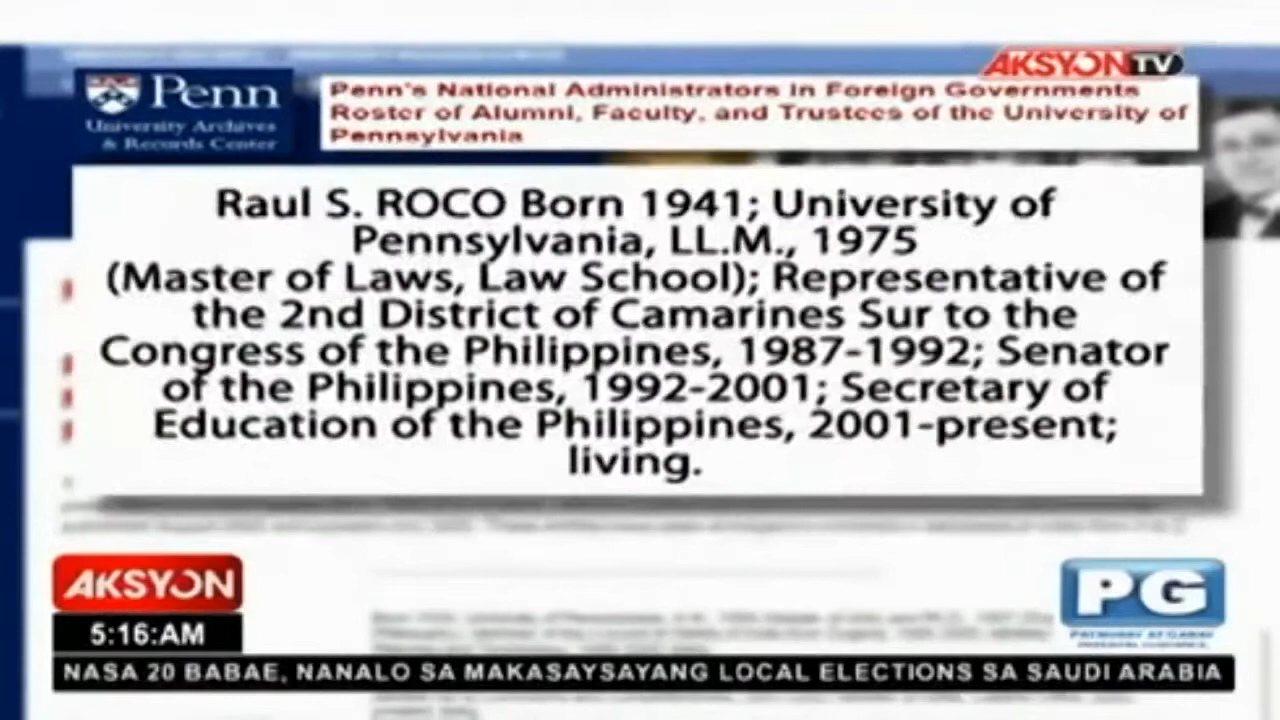 AKSYON TV
Penn
University Archives
& Records Center
Penn's National Administrators in Foreign Governments
Roster of Alumni, Faculty, and Trustees of the University of
Pennsylvania
Raul S. ROCO Born 1941; University of
Pennsylvania, LL.M., 1975
(Master of Laws, Law School); Representative of
the 2nd District of Camarines Sur to the
Congress of the Philippines, 1987-1992; Senator
of the Philippines, 1992-2001; Secretary of
Education of the Philippines, 2001-present;
living.
AKSYON
5:16:AM
PG
NASA 20 BABAE, NANALO SA MAKASAYSAYANG LOCAL ELECTIONS SA SAUDI ARABIA